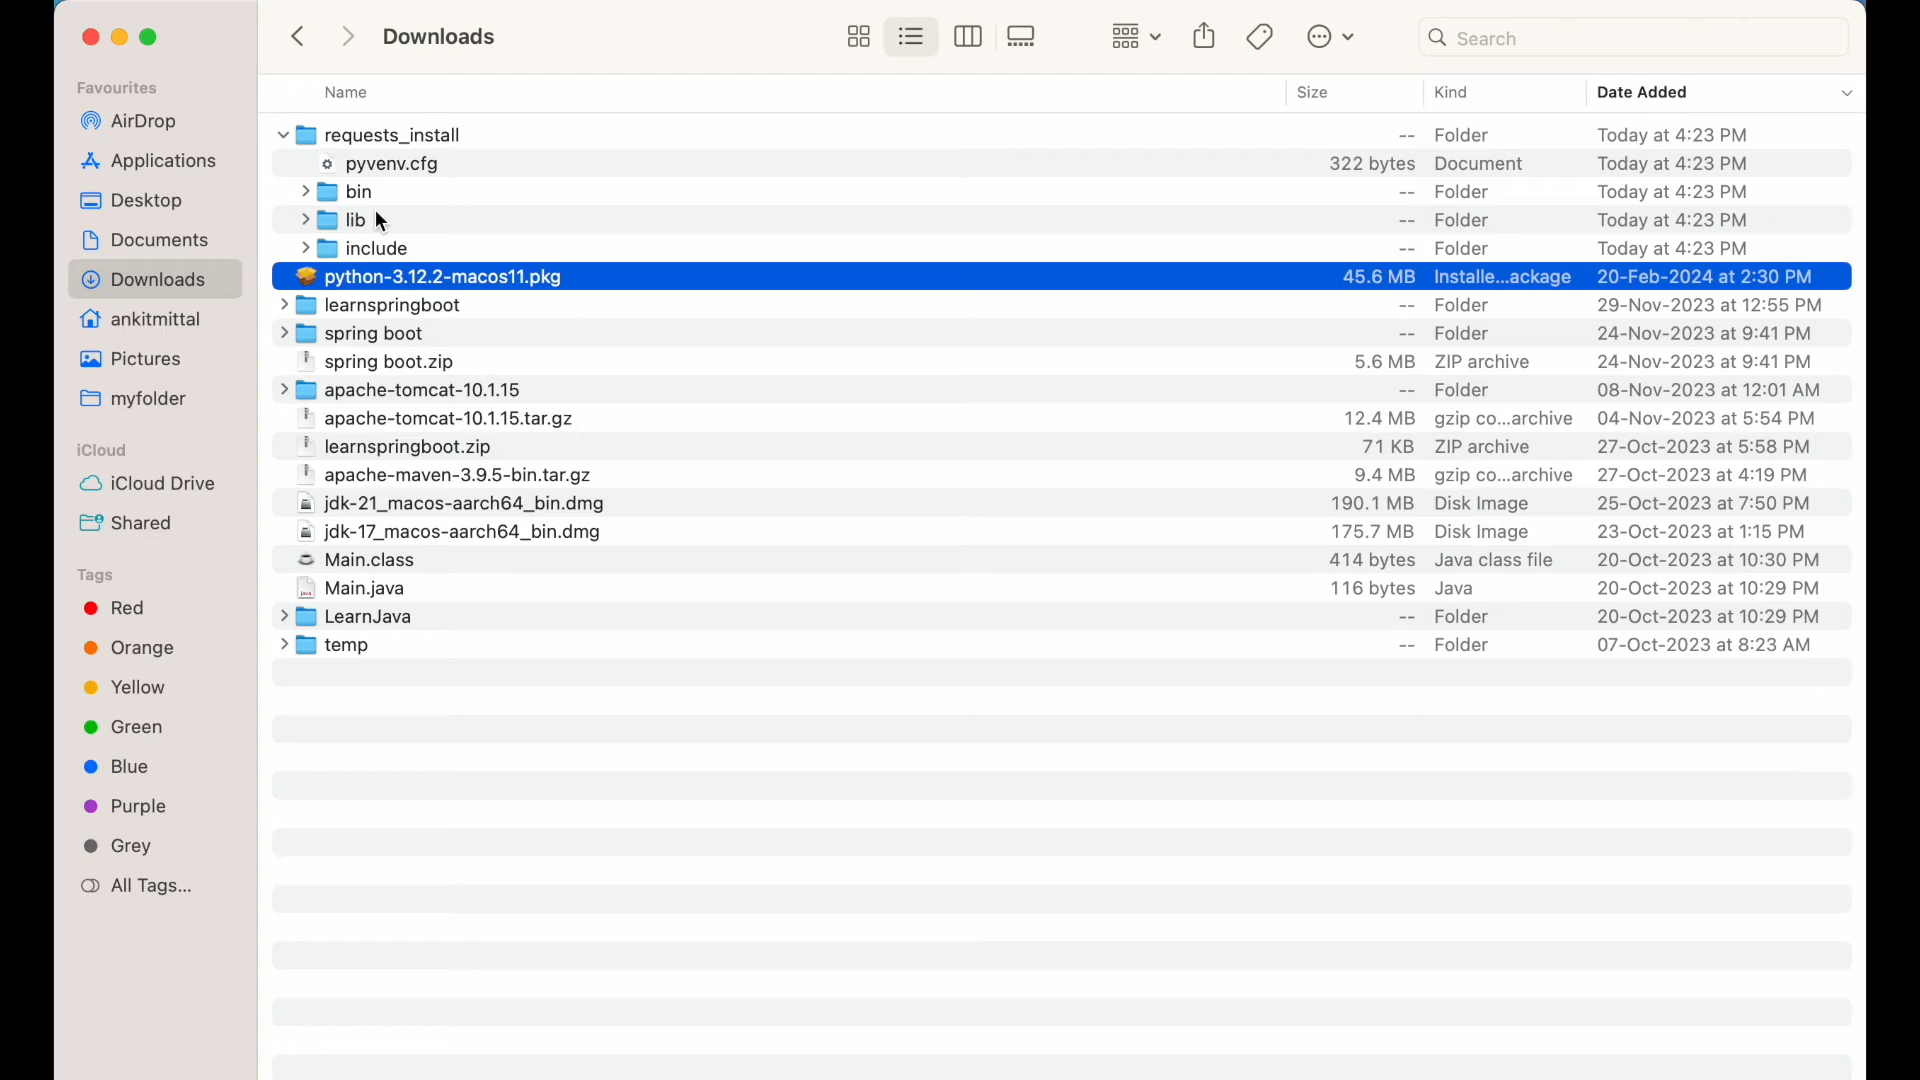 Downloads
Search
Favourites
AirDrop
Applications
Desktop
Documents
Downloads
ankitmittal
Pictures
myfolder
iCloud
iCloud Drive
Shared
Tags
Red
Orange
Yellow
Green
Blue
Purple
Grey
All Tags...
Name Size Kind Date Added
requests_install -- Folder Today at 4:23 PM
pyvenv.cfg 322 bytes Document Today at 4:23 PM
bin -- Folder Today at 4:23 PM
lib -- Folder Today at 4:23 PM
include -- Folder Today at 4:23 PM
python-3.12.2-macos11.pkg 45.6 MB Installe...ackage 20-Feb-2024 at 2:30 PM
learnspringboot -- Folder 29-Nov-2023 at 12:55 PM
spring boot -- Folder 24-Nov-2023 at 9:41 PM
spring boot.zip 5.6 MB ZIP archive 24-Nov-2023 at 9:41 PM
apache-tomcat-10.1.15 -- Folder 08-Nov-2023 at 12:01 AM
apache-tomcat-10.1.15.tar.gz 12.4 MB gzip co...archive 04-Nov-2023 at 5:54 PM
learnspringboot.zip 71 KB ZIP archive 27-Oct-2023 at 5:58 PM
apache-maven-3.9.5-bin.tar.gz 9.4 MB gzip co...archive 27-Oct-2023 at 4:19 PM
jdk-21_macos-aarch64_bin.dmg 190.1 MB Disk Image 25-Oct-2023 at 7:50 PM
jdk-17_macos-aarch64_bin.dmg 175.7 MB Disk Image 23-Oct-2023 at 1:15 PM
Main.class 414 bytes Java class file 20-Oct-2023 at 10:30 PM
Main.java 116 bytes Java 20-Oct-2023 at 10:29 PM
LearnJava -- Folder 20-Oct-2023 at 10:29 PM
temp -- Folder 07-Oct-2023 at 8:23 AM